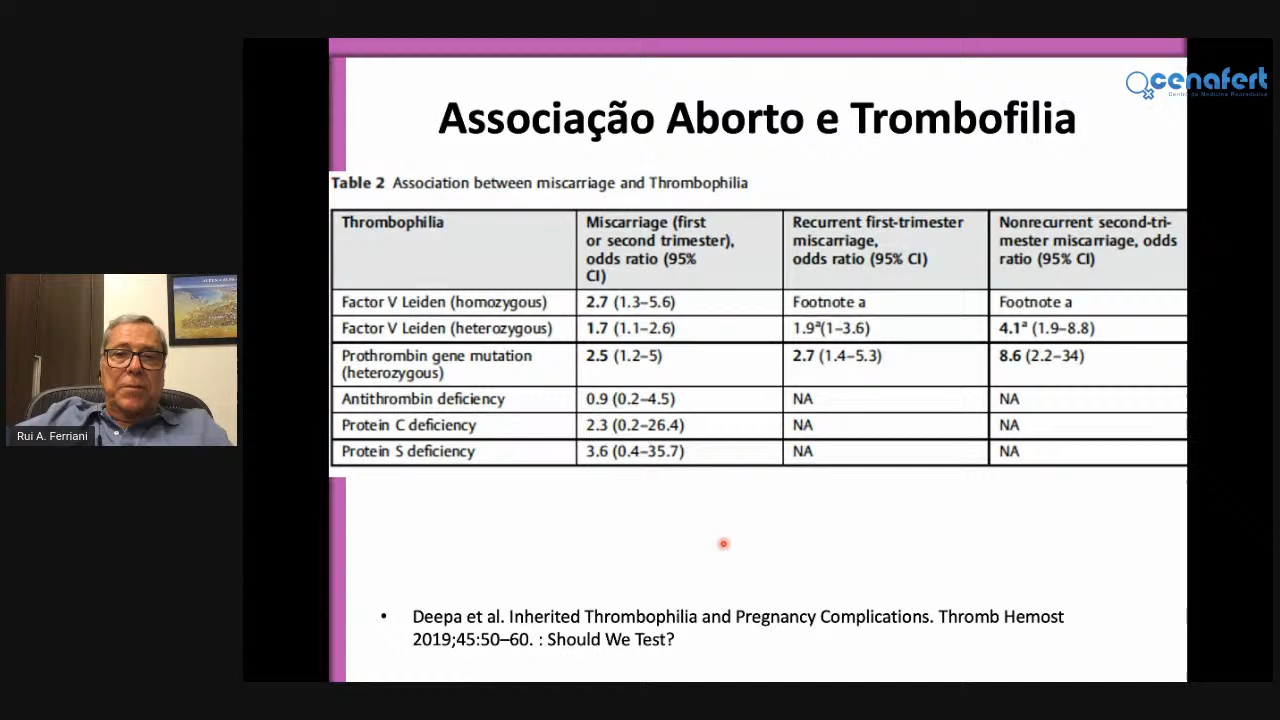 cenafert
Centro de Medicina Reprodutiva
Associação Aborto e Trombofilia
Table 2 Association between miscarriage and Thrombophilia
Thrombophilia
Miscarriage (first
or second trimester),
odds ratio (95%
CI)
Recurrent first-trimester
miscarriage,
odds ratio (95% CI)
Nonrecurrent second-tri-
mester miscarriage, odds
ratio (95% CI)
Factor V Leiden (homozygous) 2.7 (1.3–5.6) Footnote a Footnote a
Factor V Leiden (heterozygous) 1.7 (1.1–2.6) 1.9ª(1–3.6) 4.1ª (1.9–8.8)
Prothrombin gene mutation 2.5 (1.2–5) 2.7 (1.4–5.3) 8.6 (2.2–34)
(heterozygous)
Antithrombin deficiency 0.9 (0.2–4.5) NA NA
Protein C deficiency 2.3 (0.2–26.4) NA NA
Protein S deficiency 3.6 (0.4–35.7) NA NA
Rui A. Ferriani
• Deepa et al. Inherited Thrombophilia and Pregnancy Complications. Thromb Hemost
2019;45:50–60. : Should We Test?